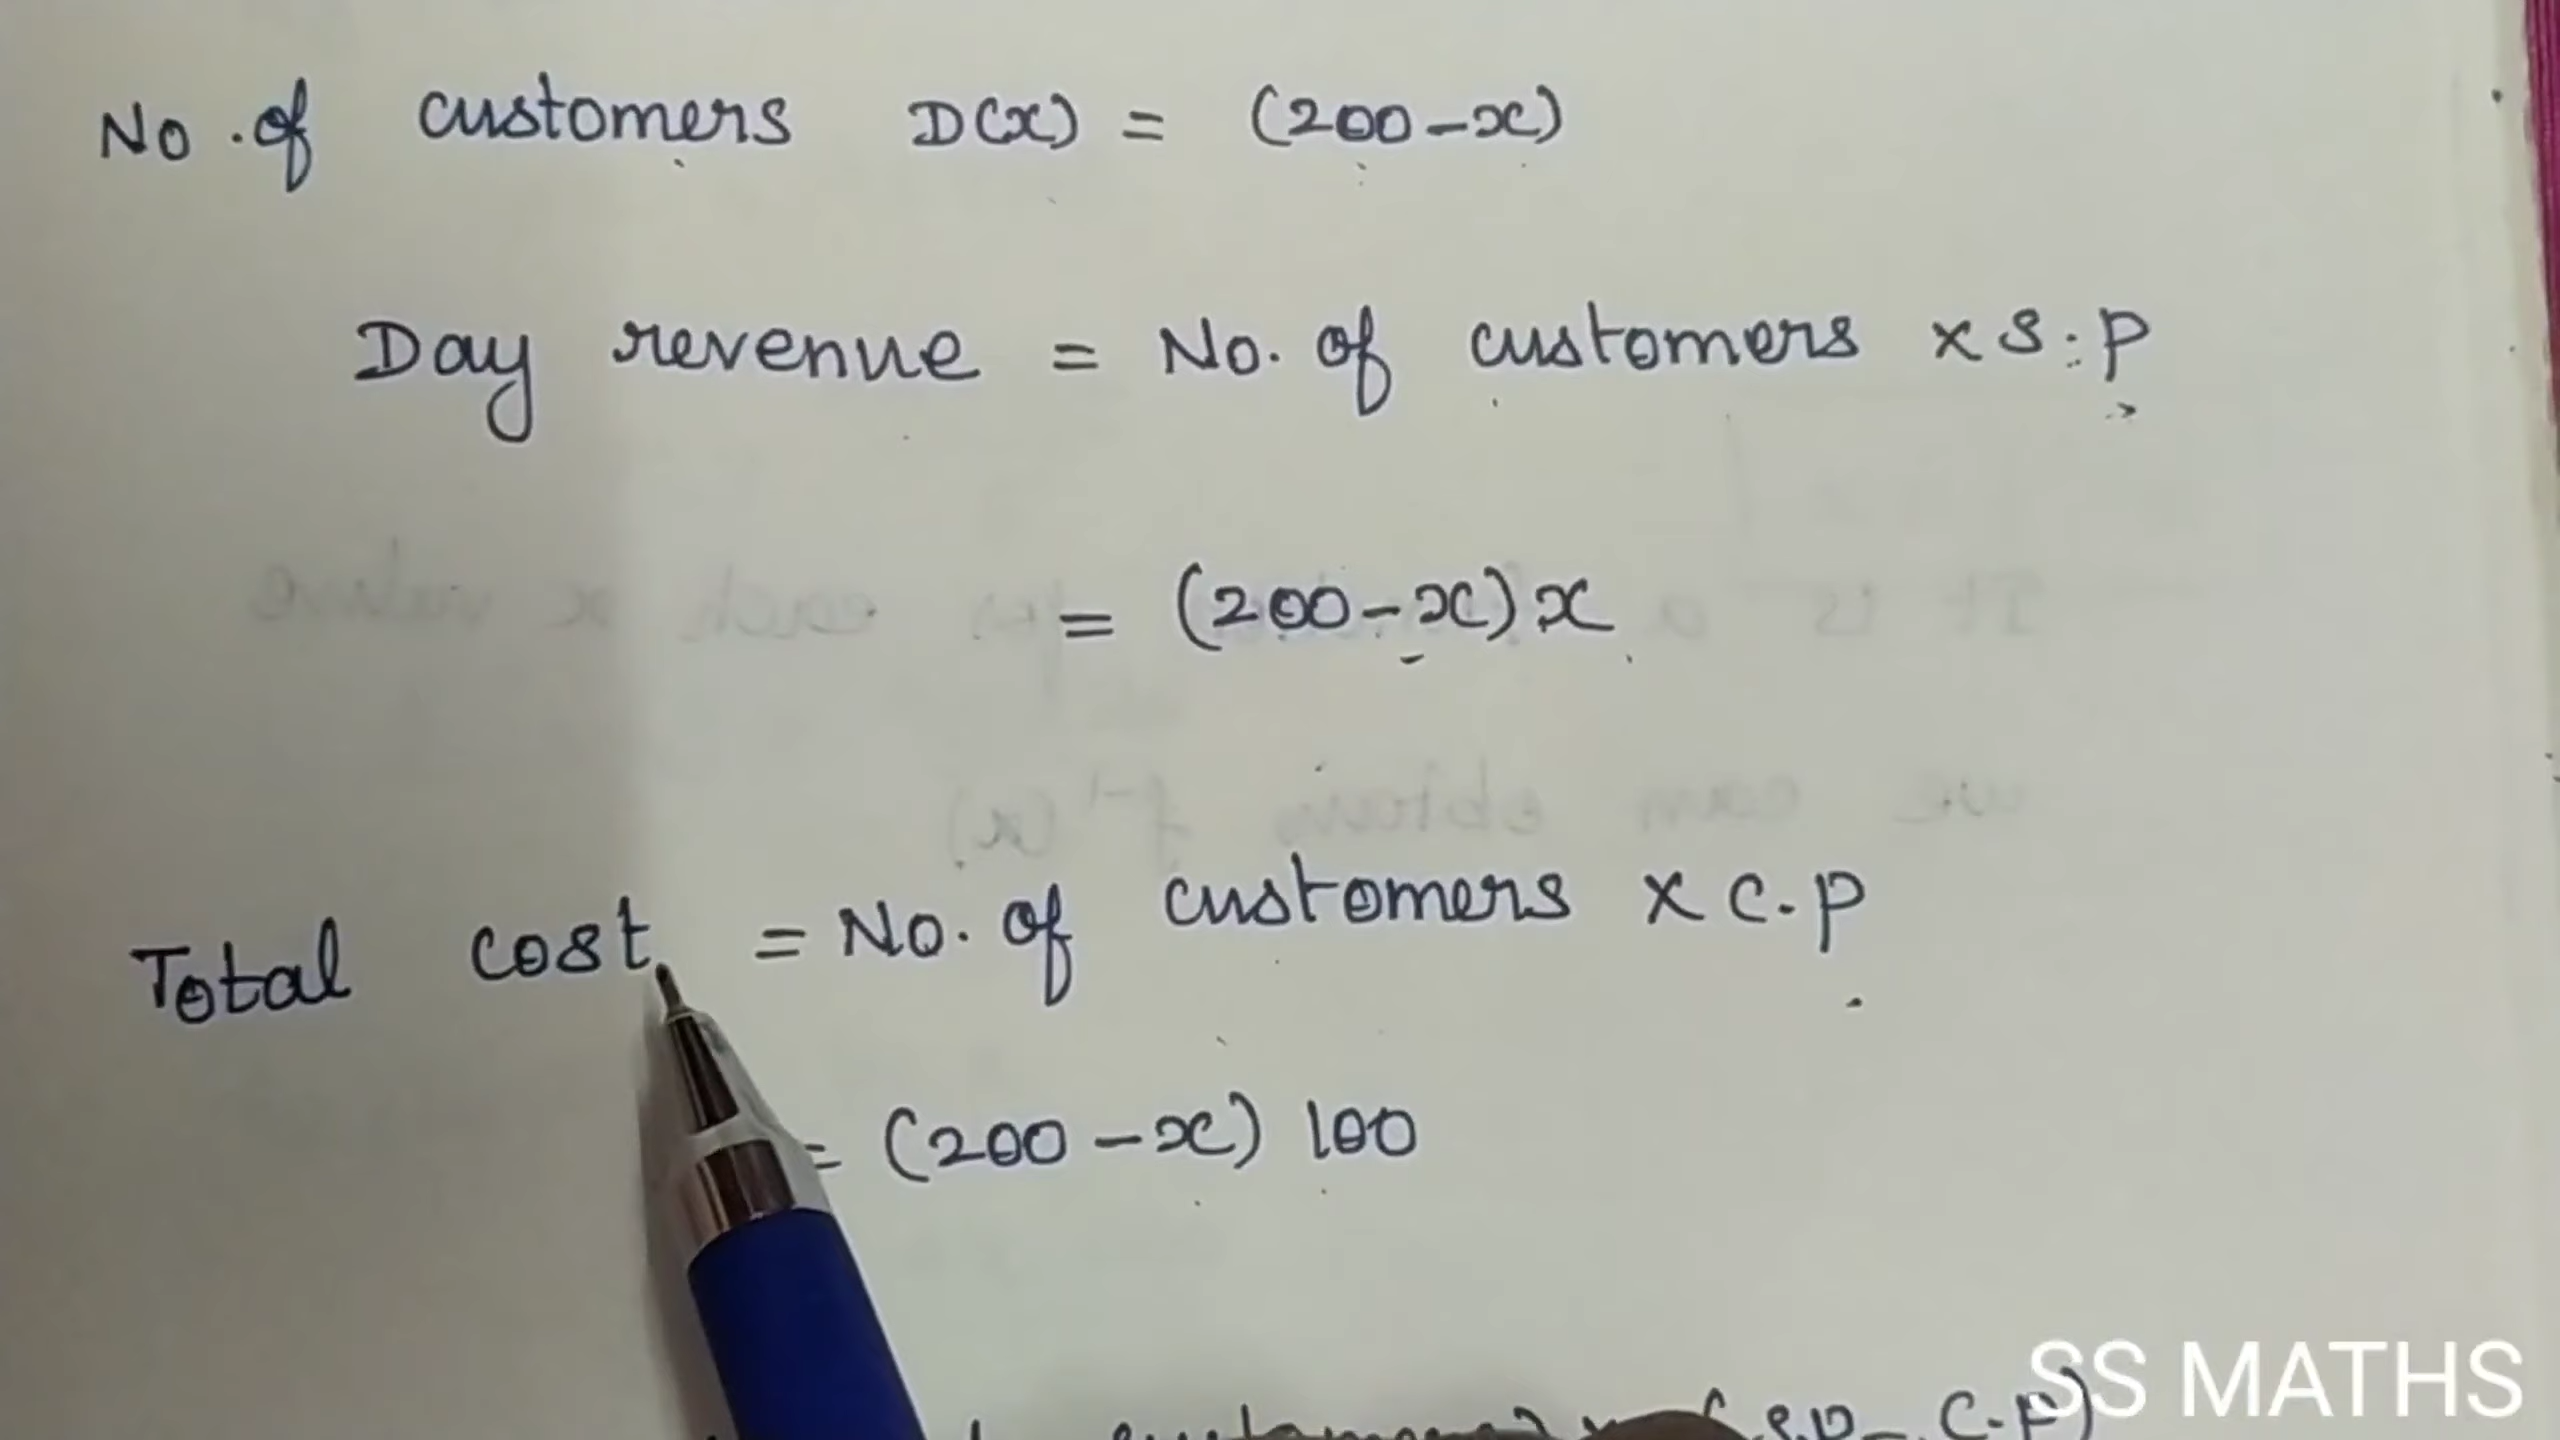 No. of customers D(x) = (200-x)
Day revenue = No. of customers x S.P
= (200-x)x
Total cost = No. of customers x C.P
= (200-x) 100
customers) x (S.P - C.P)
SS MATHS